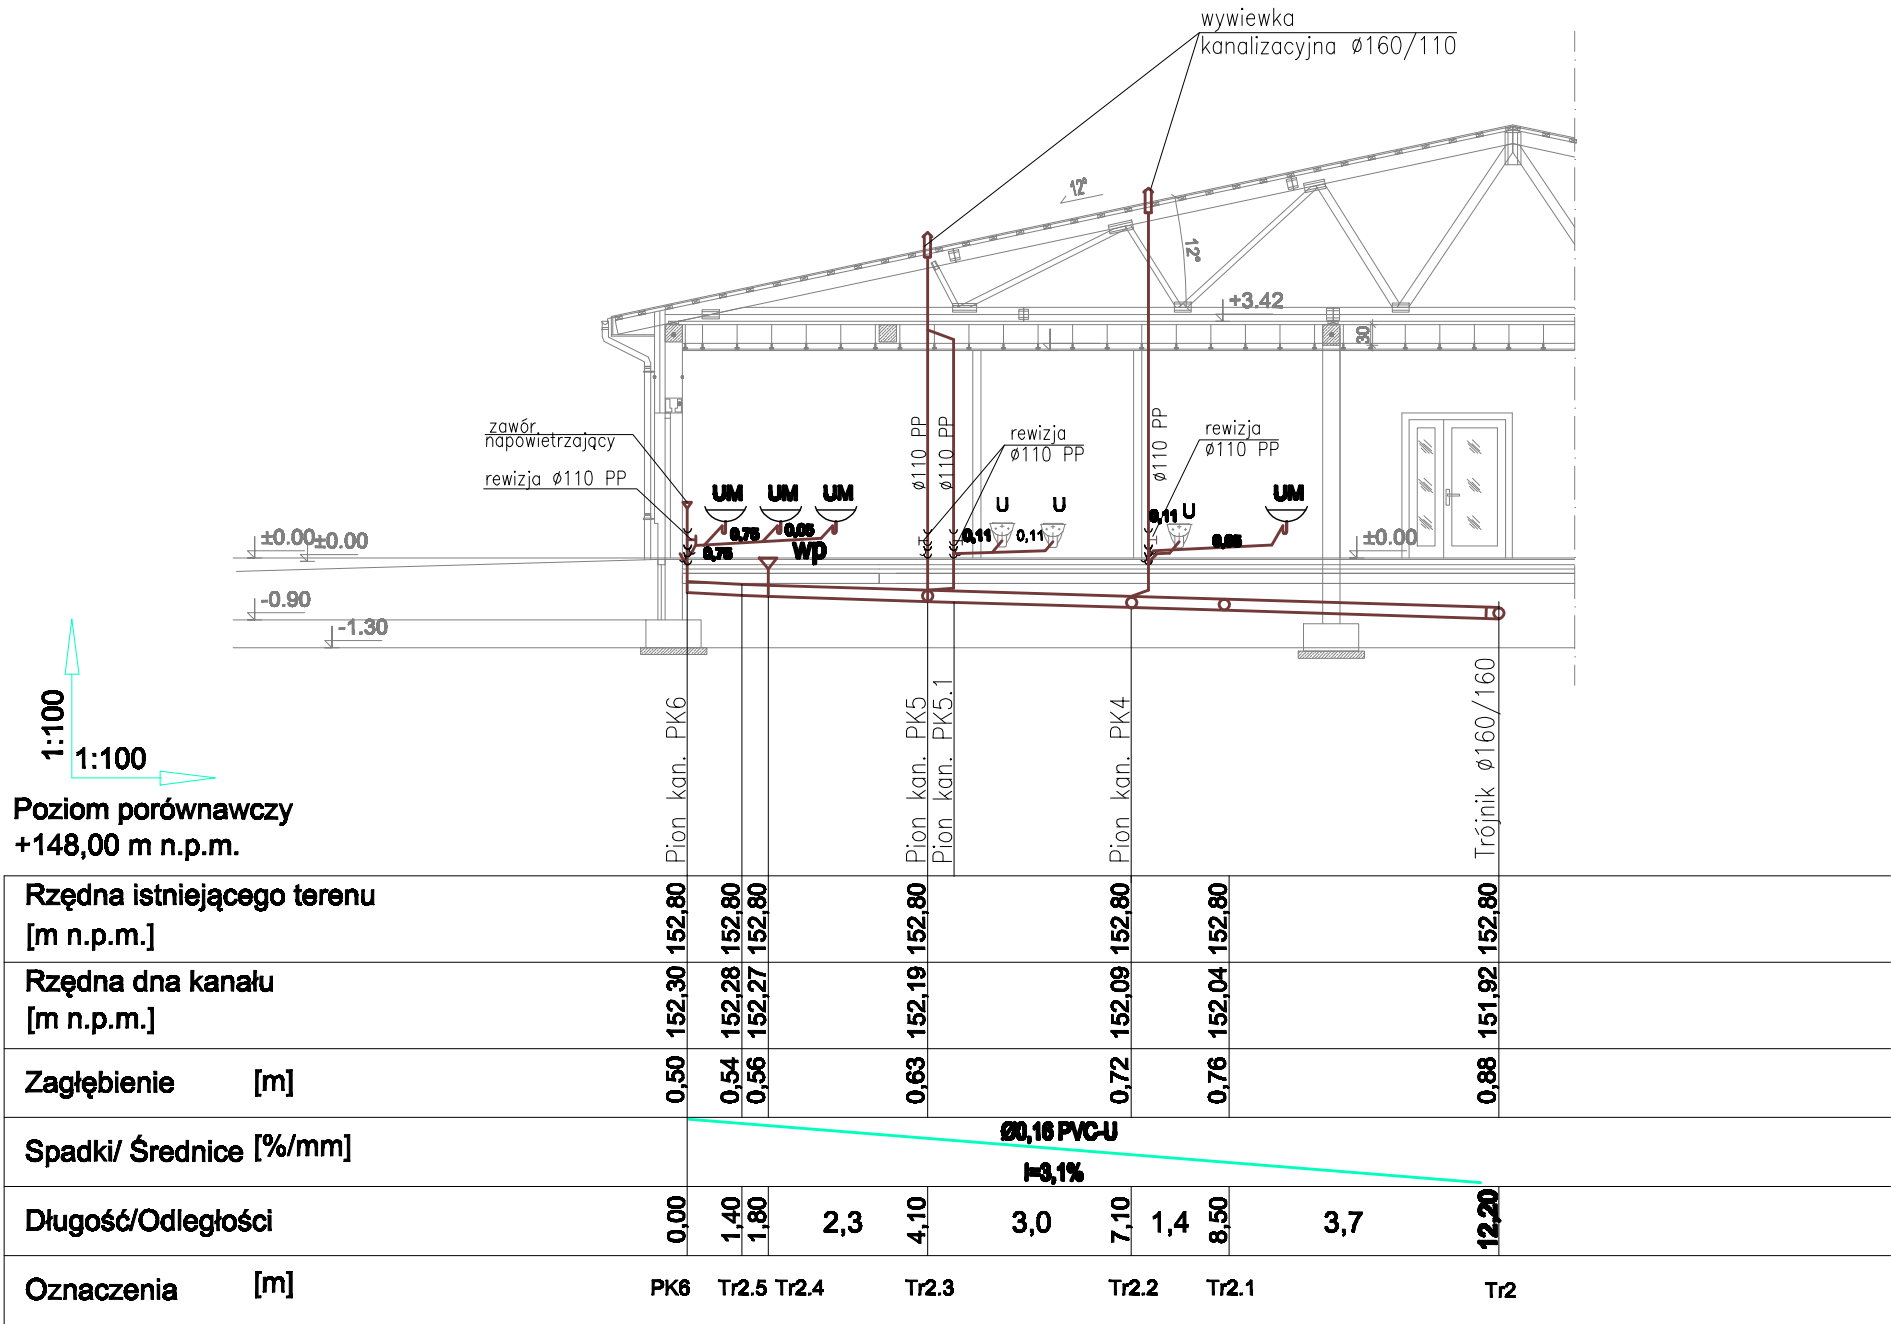 wywiewka
kanalizacyjna ø160/110
12°
12°
+3.42
30
zawór
napowietrzający
rewizja ø110 PP
ø110 PP
ø110 PP
rewizja
ø110 PP
ø110 PP
rewizja
ø110 PP
UM UM UM
0,75 0,05
0,75
wp
U U
0,11 0,11
0,11 U
UM
0,05
±0.00
±0.00
±0.00
-0.90
-1.30
1:100
1:100
Pion kan. PK6
Pion kan. PK5
Pion kan. PK5.1
Pion kan. PK4
Trójnik ø160/160
Poziom porównawczy
+148,00 m n.p.m.
Rzędna istniejącego terenu
[m n.p.m.]
152,80 152,80 152,80 152,80 152,80 152,80 152,80
Rzędna dna kanału
[m n.p.m.]
152,30 152,28 152,27 152,19 152,09 152,04 151,92
Zagłębienie [m]
0,50 0,54 0,56 0,63 0,72 0,76 0,88
Spadki/ Średnice [%/mm]
Ø0,16 PVC-U
i=3,1%
Długość/Odległości
0,00 1,40 1,80 2,3 4,10 3,0 7,10 1,4 8,50 3,7 12,20
Oznaczenia [m]
PK6 Tr2.5 Tr2.4 Tr2.3 Tr2.2 Tr2.1 Tr2